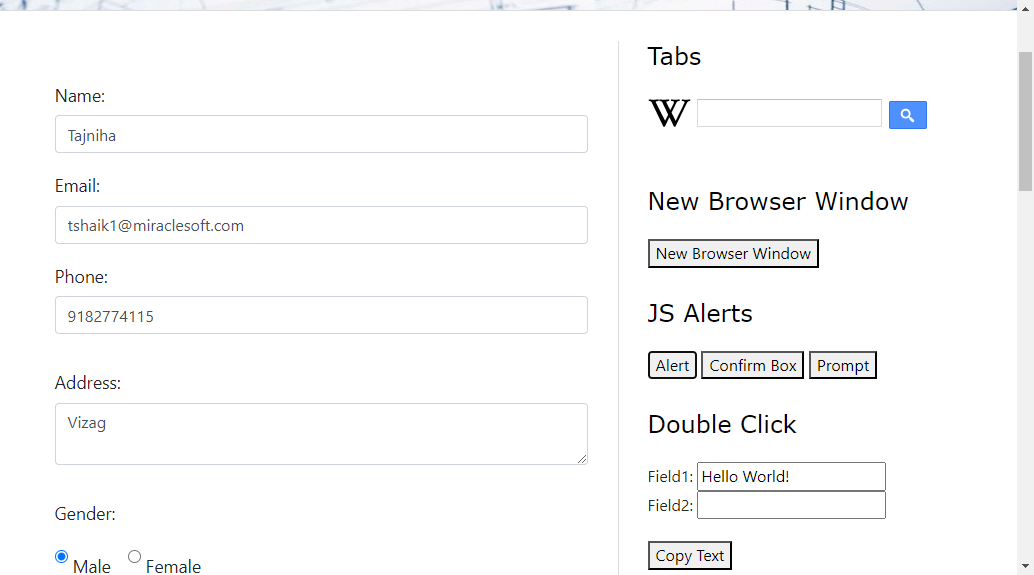 Name:
Tajniha
Email:
tshaik1@miraclesoft.com
Phone:
9182774115
Address:
Vizag
Gender:
Male Female
Tabs
W
New Browser Window
New Browser Window
JS Alerts
Alert Confirm Box Prompt
Double Click
Field1: Hello World!
Field2:
Copy Text